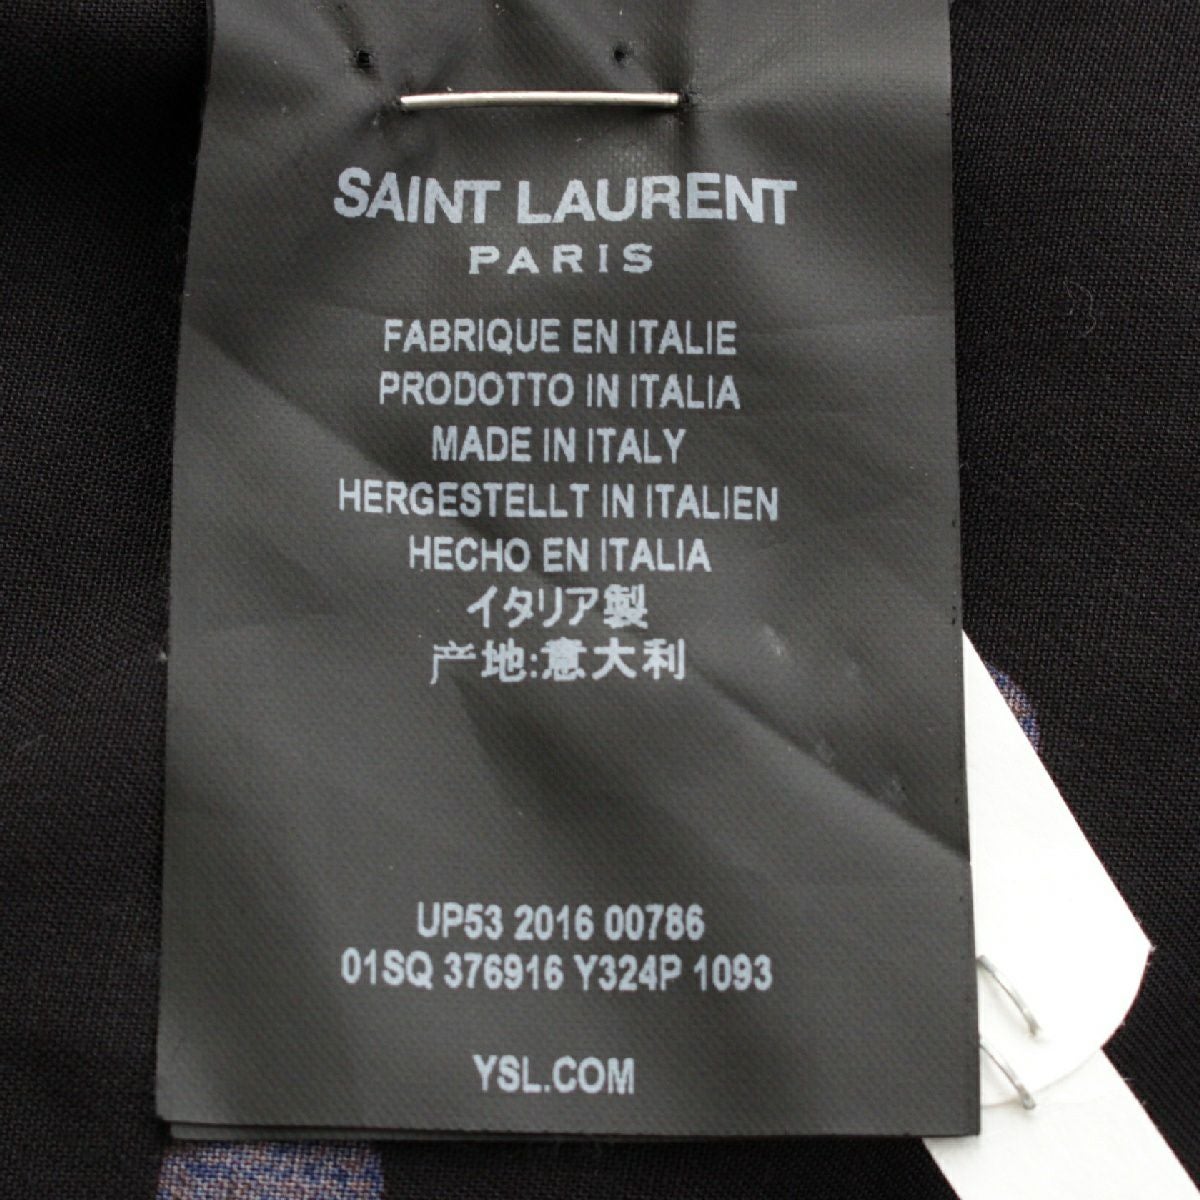 SAINT LAURENT
PARIS
FABRIQUE EN ITALIE
PRODOTTO IN ITALIA
MADE IN ITALY
HERGESTELLT IN ITALIEN
HECHO EN ITALIA
イタリア製
产地:意大利
UP53 2016 00786
01SQ 376916 Y324P 1093
YSL.COM